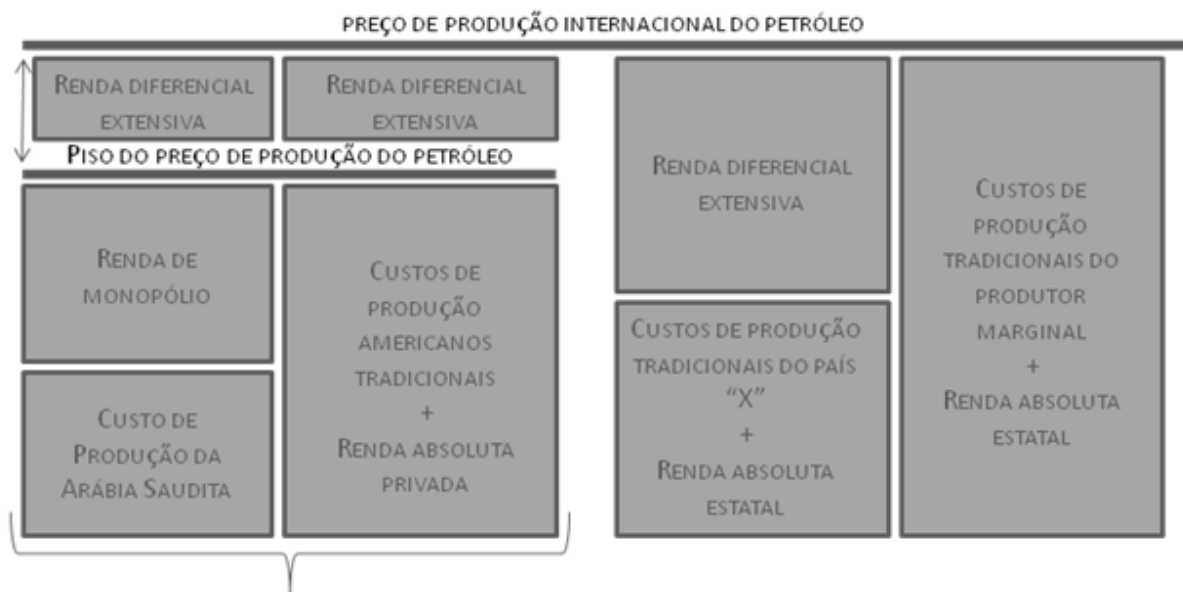 PREÇO DE PRODUÇÃO INTERNACIONAL DO PETRÓLEO
RENDA DIFERENCIAL
EXTENSIVA
RENDA DIFERENCIAL
EXTENSIVA
PISO DO PREÇO DE PRODUÇÃO DO PETRÓLEO
RENDA DE
MONOPÓLIO
CUSTO DE
PRODUÇÃO DA
ARÁBIA SAUDITA
CUSTOS DE
PRODUÇÃO
AMERICANOS
TRADICIONAIS
+
RENDA ABSOLUTA
PRIVADA
RENDA DIFERENCIAL
EXTENSIVA
CUSTOS DE PRODUÇÃO
TRADICIONAIS DO PAÍS
“X”
+
RENDA ABSOLUTA
ESTATAL
CUSTOS DE
PRODUÇÃO
TRADICIONAIS DO
PRODUTOR
MARGINAL
+
RENDA ABSOLUTA
ESTATAL